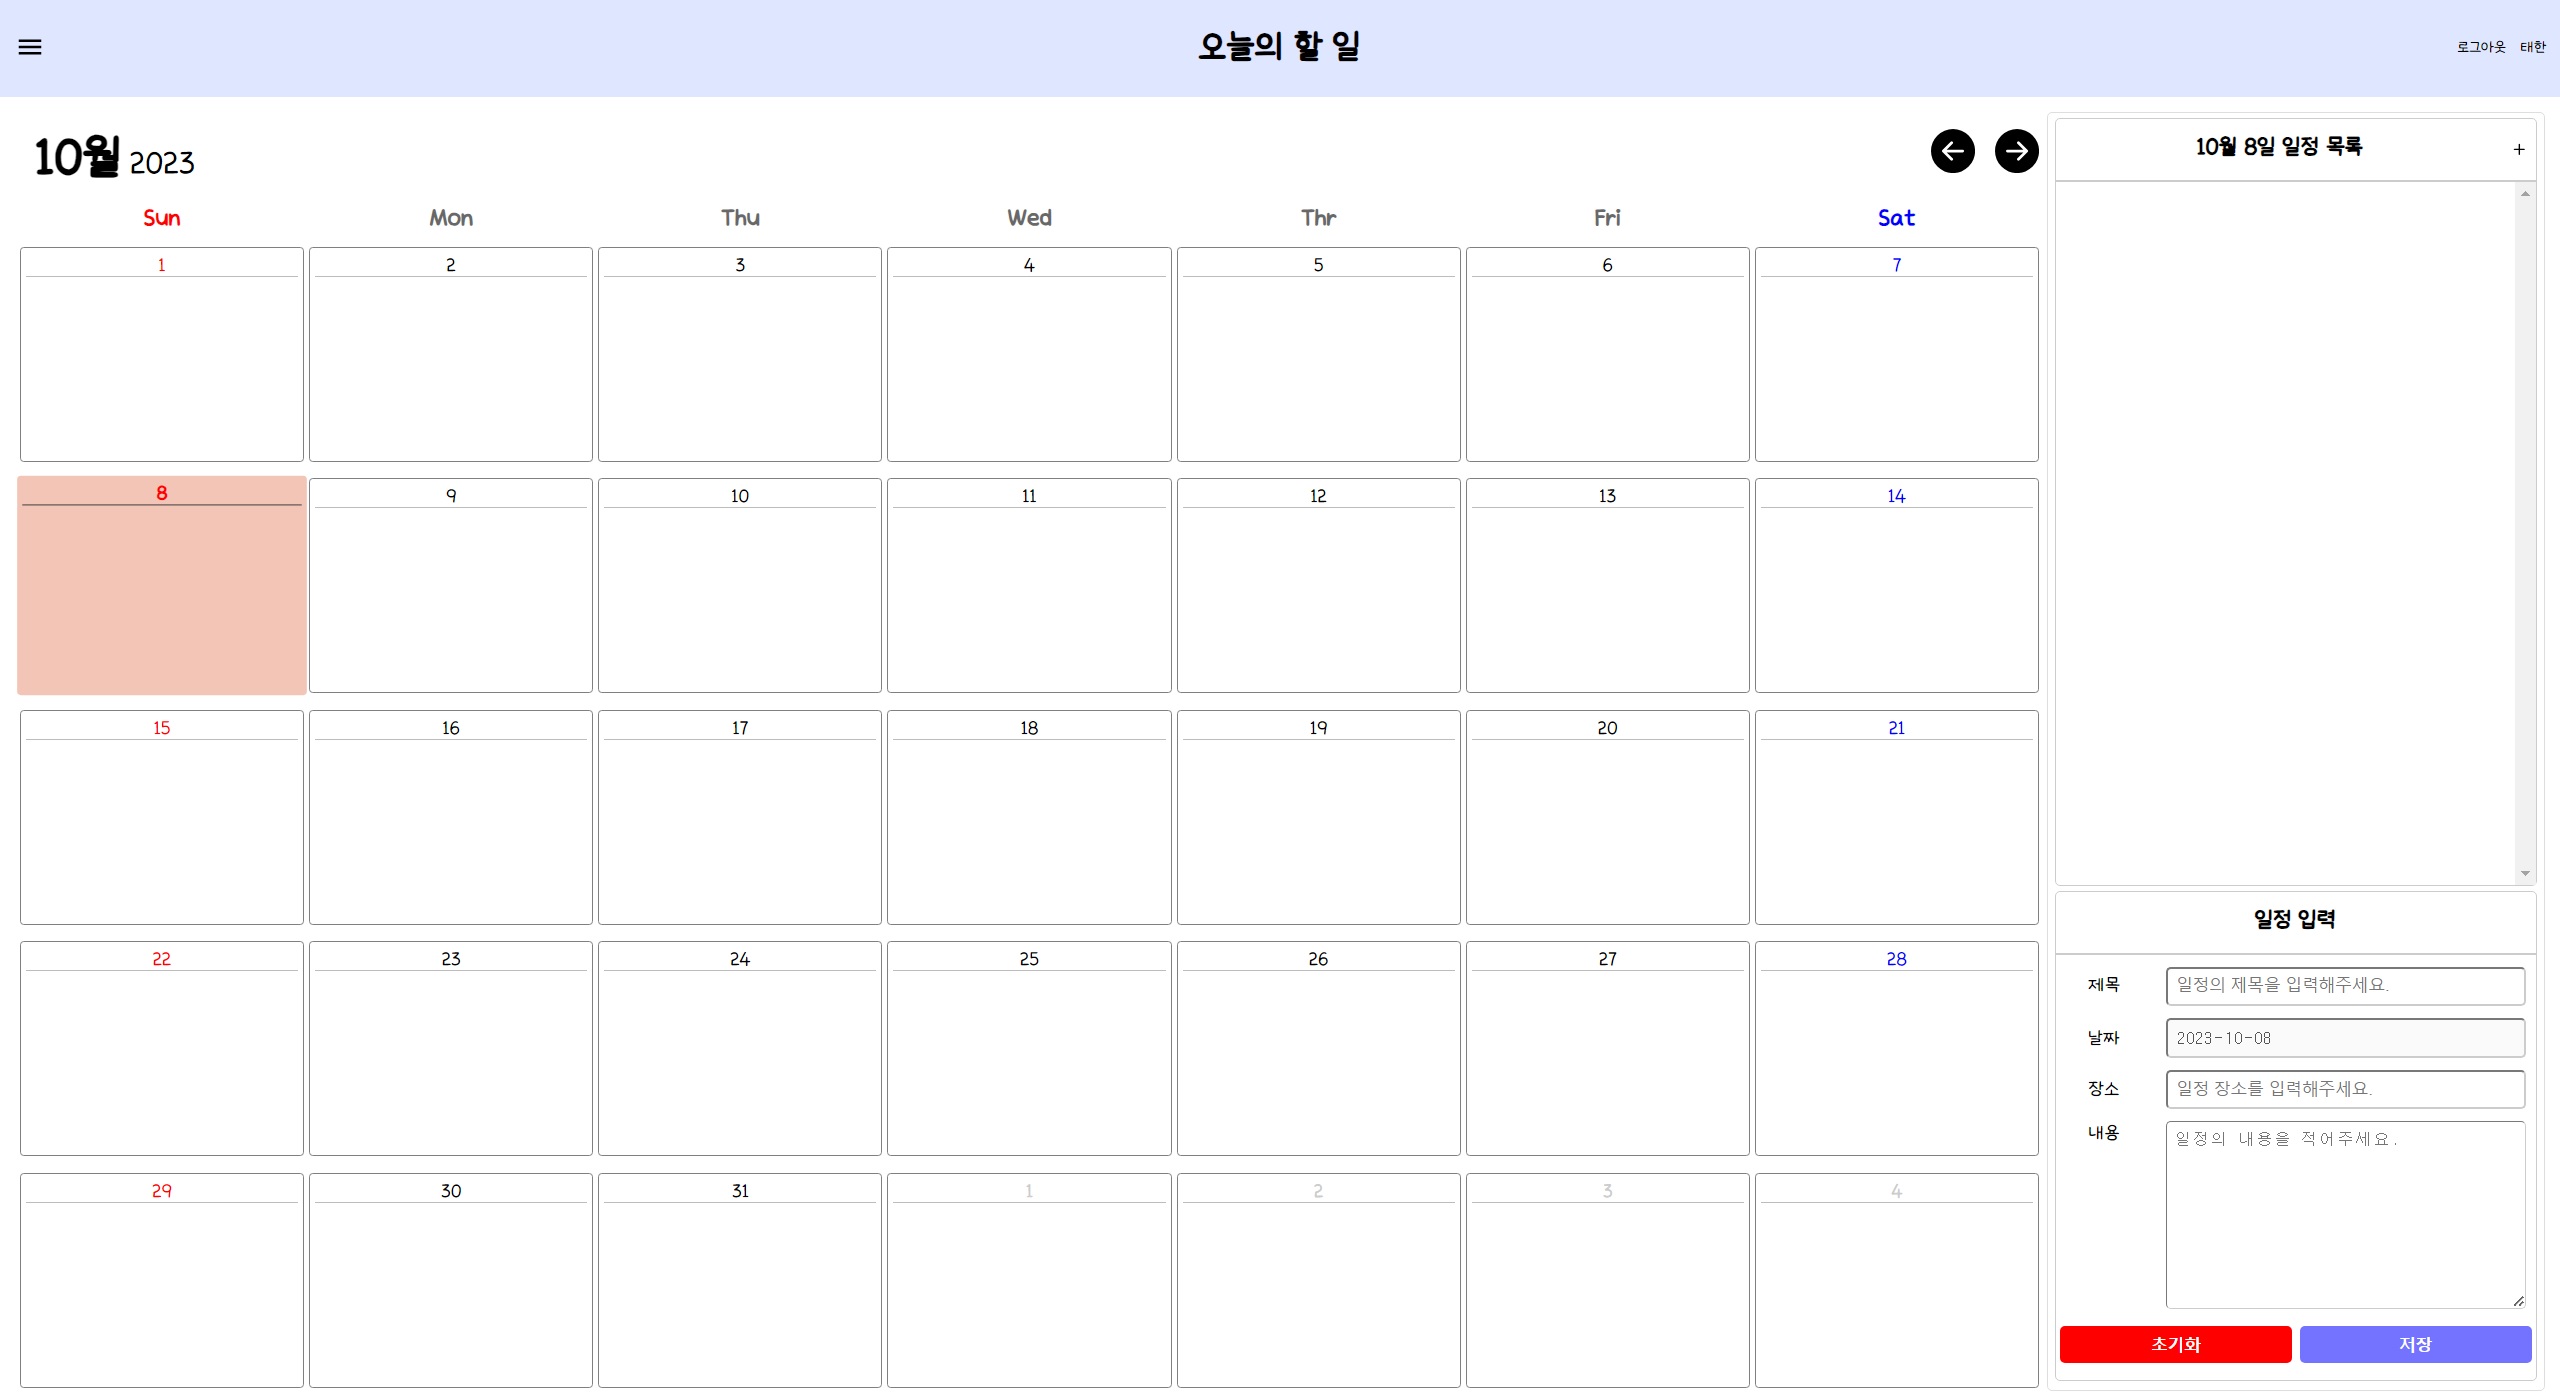 오늘의 할 일
로그아웃 태한
10월 2023
Sun Mon Thu Wed Thr Fri Sat
1 2 3 4 5 6 7
8 9 10 11 12 13 14
15 16 17 18 19 20 21
22 23 24 25 26 27 28
29 30 31 1 2 3 4
10월 8일 일정 목록 +
일정 입력
제목 일정의 제목을 입력해주세요.
날짜 2023-10-08
장소 일정 장소를 입력해주세요.
내용 일정의 내용을 적어주세요.
초기화 저장